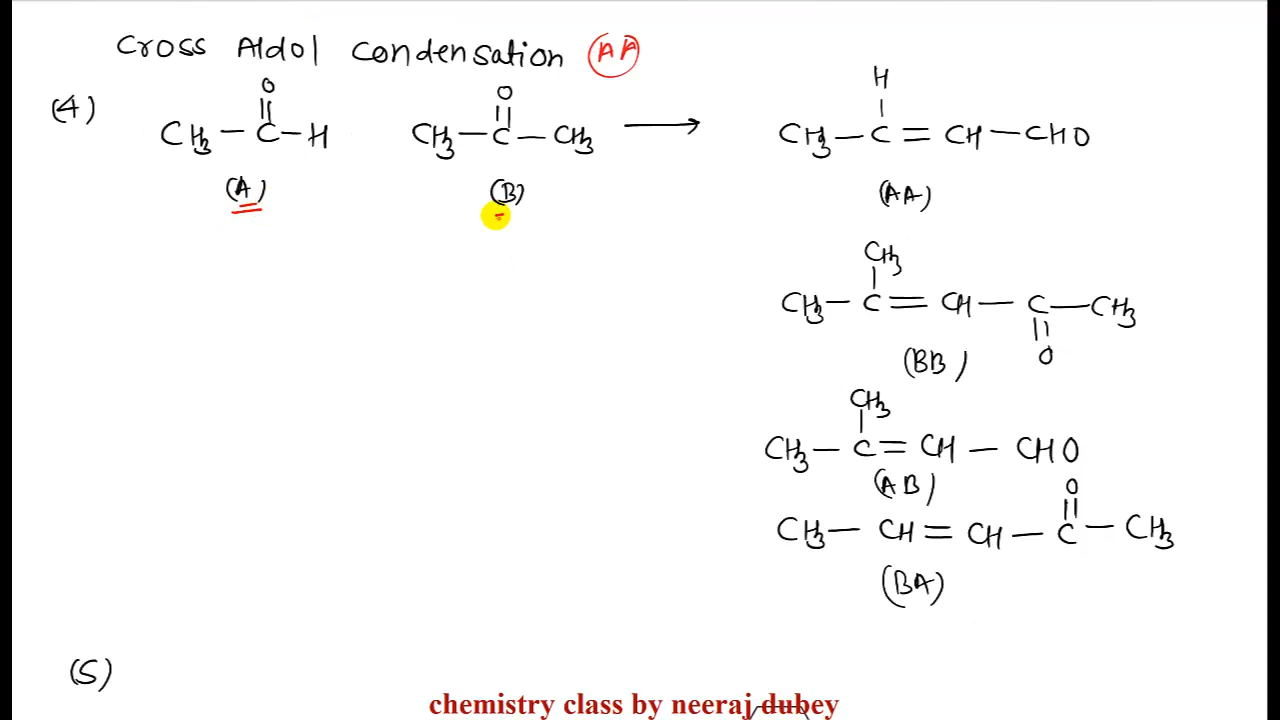 Cross Aldol Condensation (AA)
(4) CH3 — C(=O) — H   CH3 — C(=O) — CH3 ⟶ CH3 — C(H) = CH — CHO
(A) (B) (AA)
CH3 — C(CH3) = CH — C(=O) — CH3
(BB)
CH3 — C(CH3) = CH — CHO
(AB)
CH3 — CH = CH — C(=O) — CH3
(BA)
(5)
chemistry class by neeraj dubey